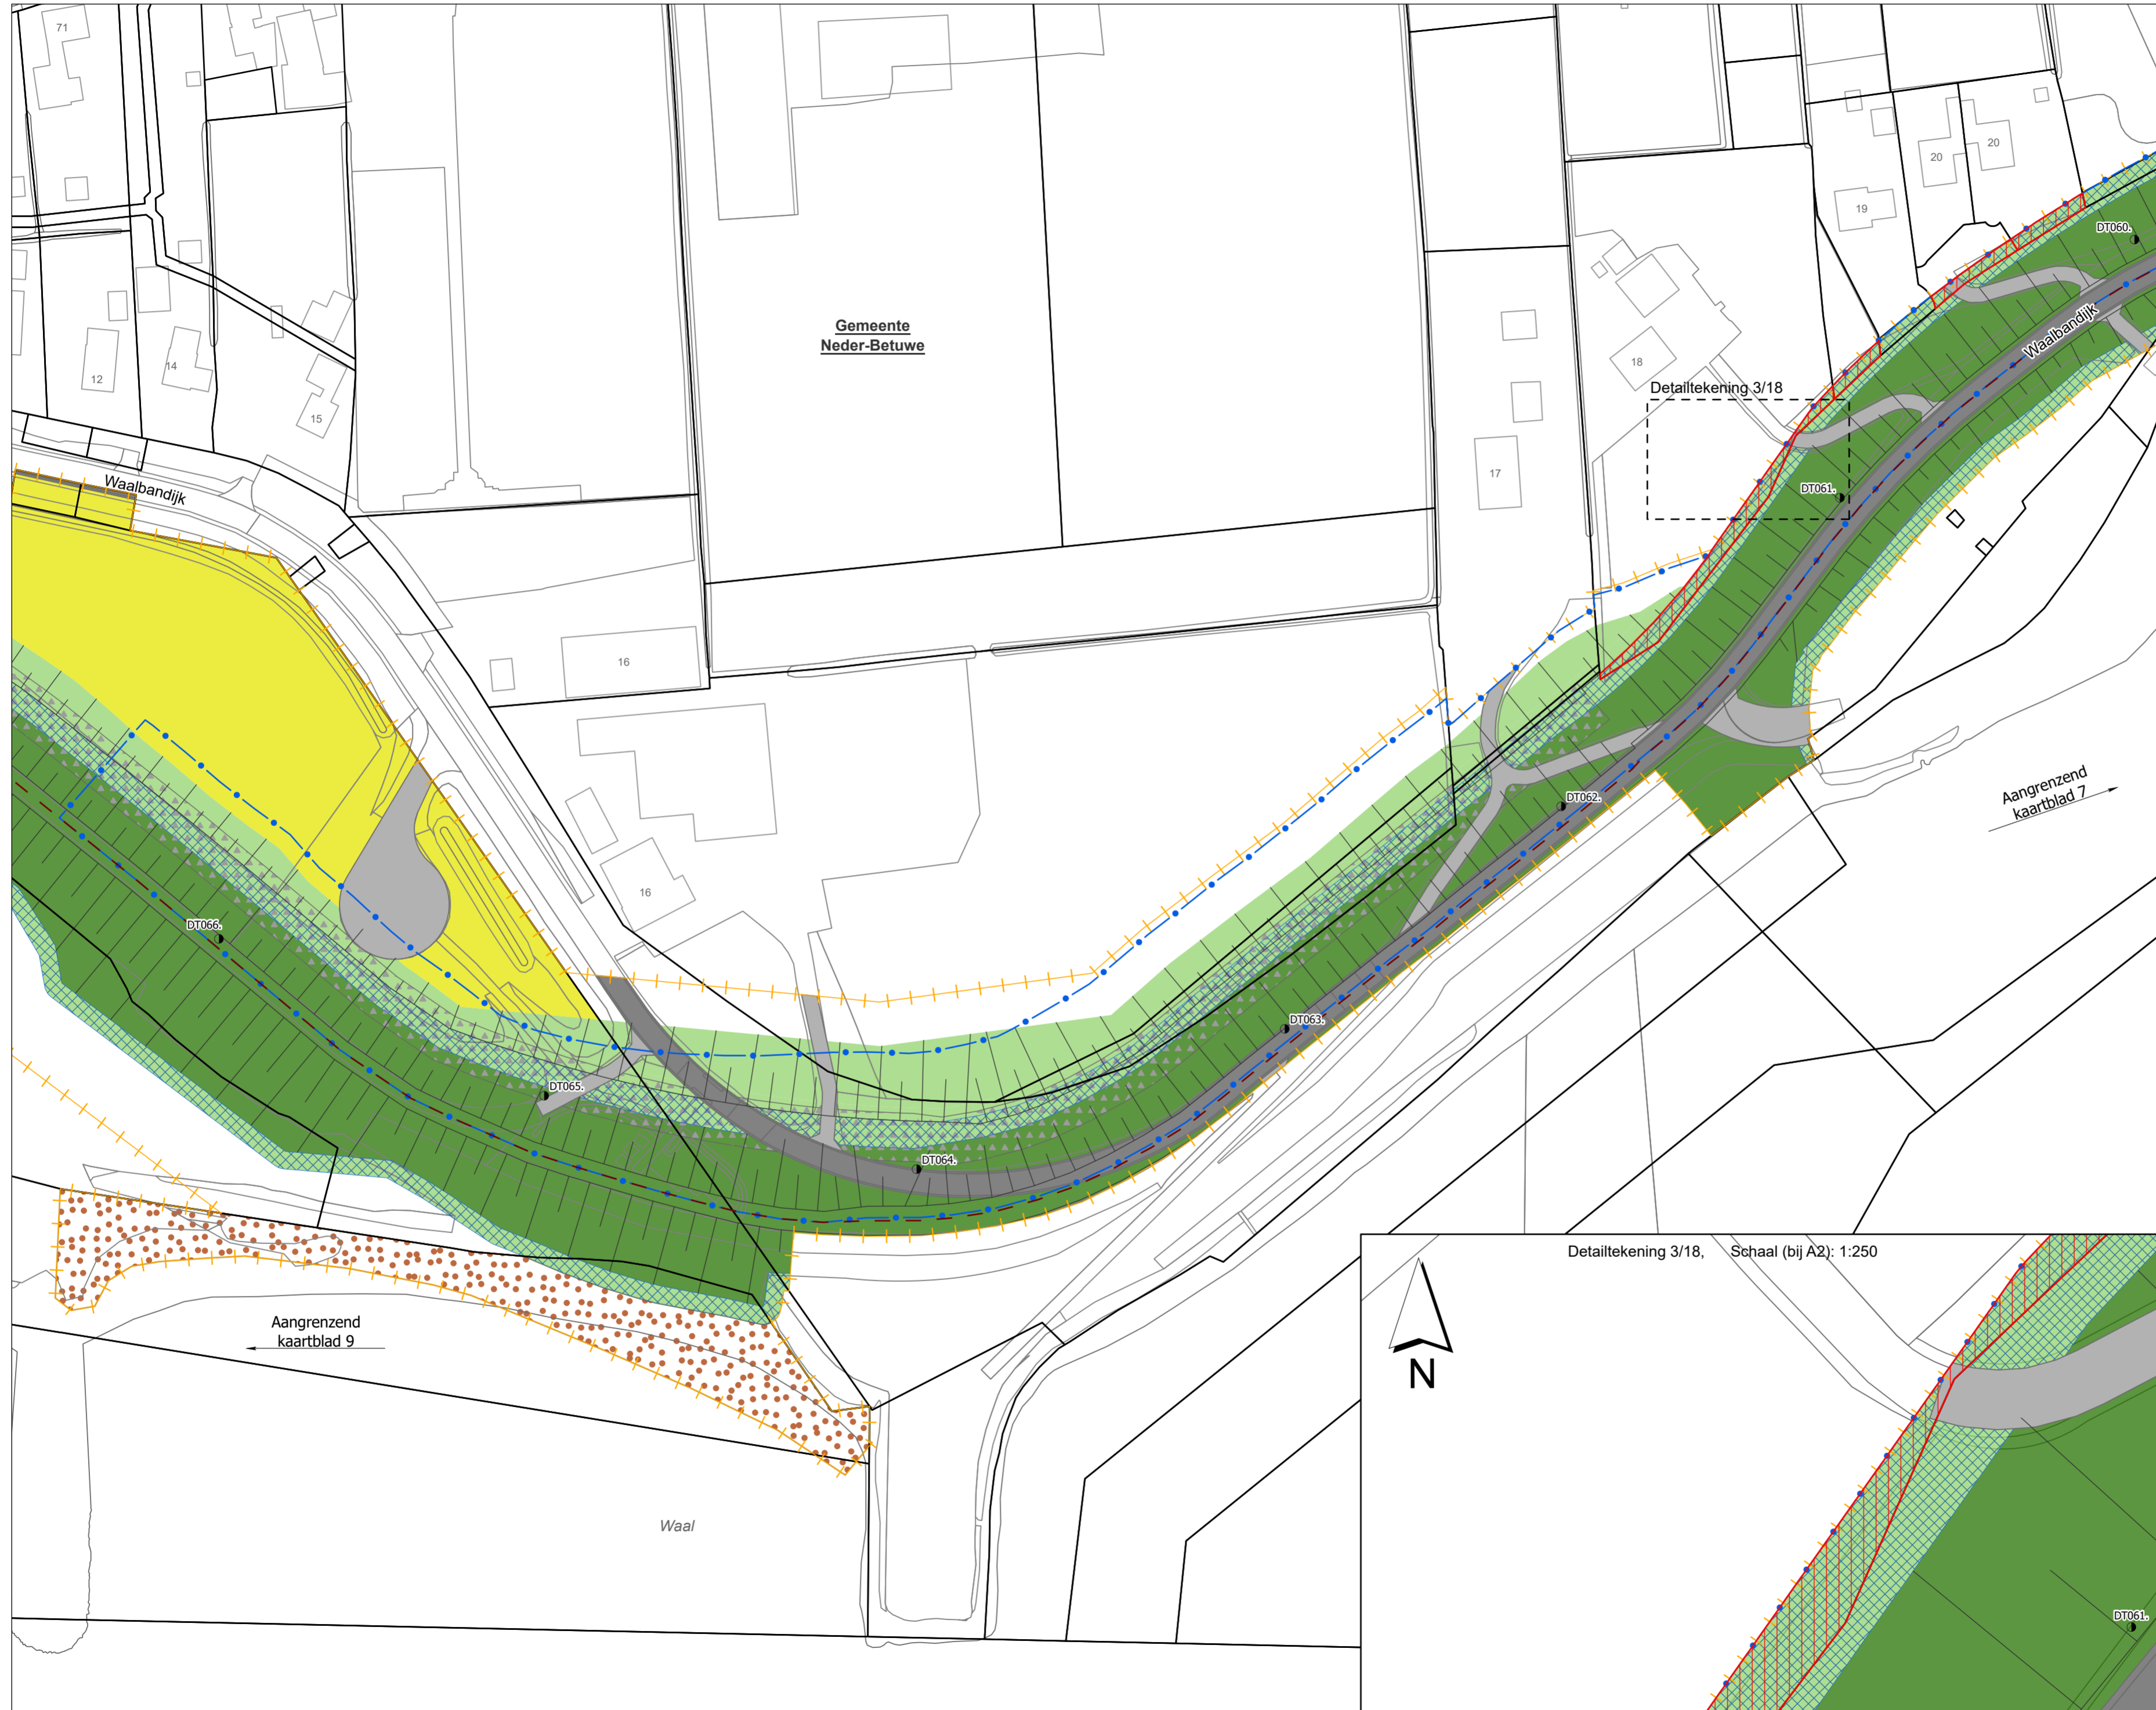 71
20
20
19
DT060.
Waalbandijk
Gemeente
Neder-Betuwe
12
14
15
18
Detailtekening 3/18
17
DT061.
Waalbandijk
16
Aangrenzend
kaartblad 7
DT062.
16
DT066.
DT063.
DT065.
DT064.
Detailtekening 3/18, Schaal (bij A2): 1:250
Aangrenzend
kaartblad 9
N
Waal
DT061.